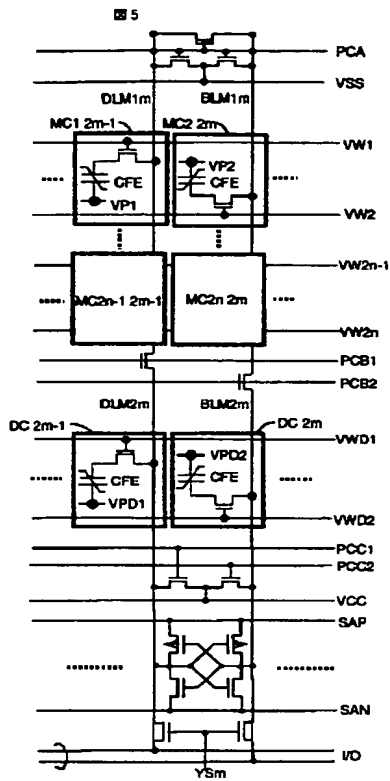 図 5
PCA
VSS
DLM1m BLM1m
MC1 2m-1 MC2 2m
VW1
VP2
CFE CFE
VP1
VW2
VW2n-1
MC2n-1 2m-1 MC2n 2m
VW2n
PCB1
PCB2
DLM2m BLM2m
DC 2m-1 DC 2m
VWD1
VPD2
CFE CFE
VPD1
VWD2
PCC1
PCC2
VCC
SAP
SAN
I/O
YSm